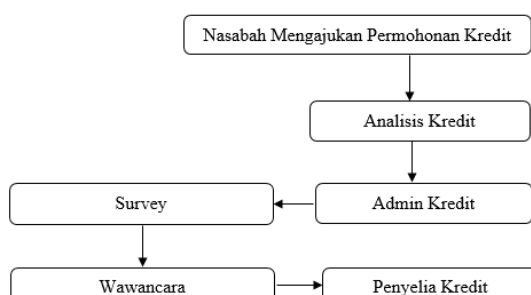 Nasabah Mengajukan Permohonan Kredit
Analisis Kredit
Admin Kredit
Survey
Wawancara
Penyelia Kredit